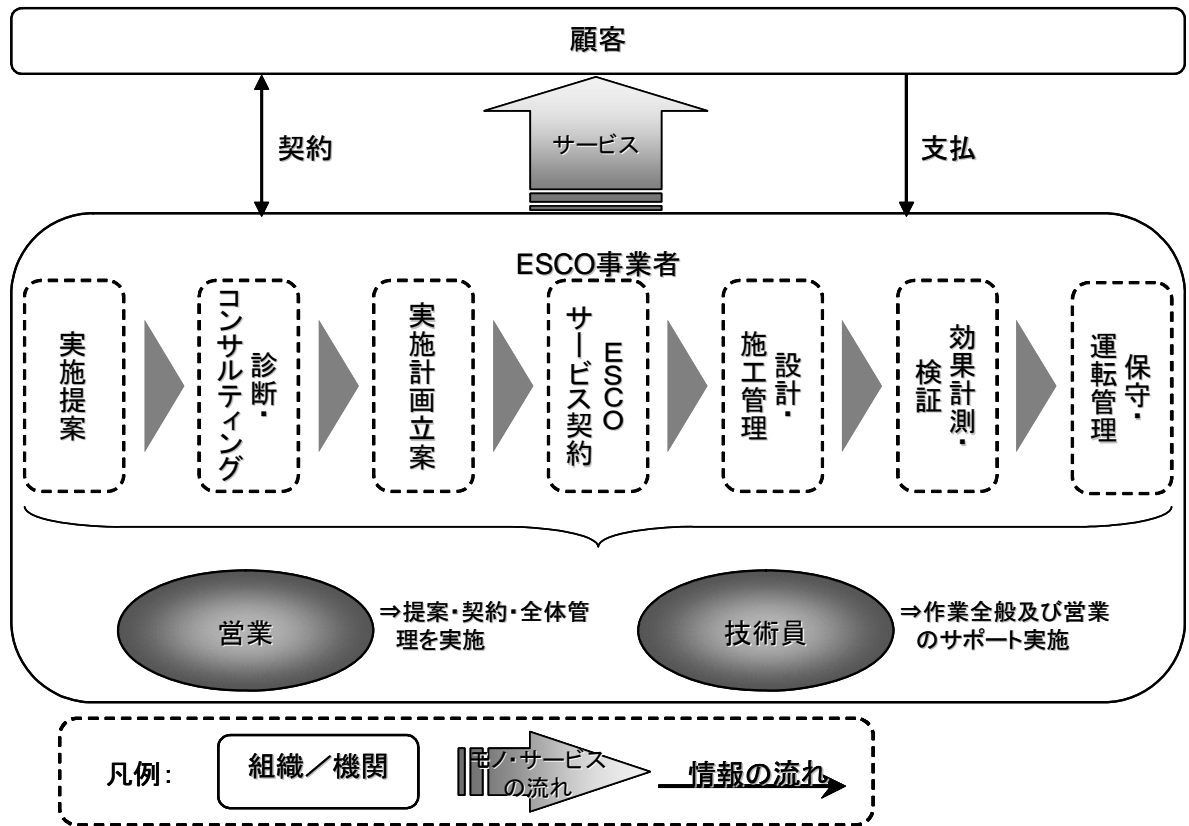 顧客
契約
サービス
支払
ESCO事業者
実施提案
診断・
コンサルティング
実施計画立案
ESCO
サービス契約
設計・
施工管理
効果計測・
検証
保守・
運転管理
営業
⇒提案・契約・全体管
理を実施
技術員
⇒作業全般及び営業
のサポート実施
凡例:
組織／機関
モノ・サービス
の流れ
情報の流れ